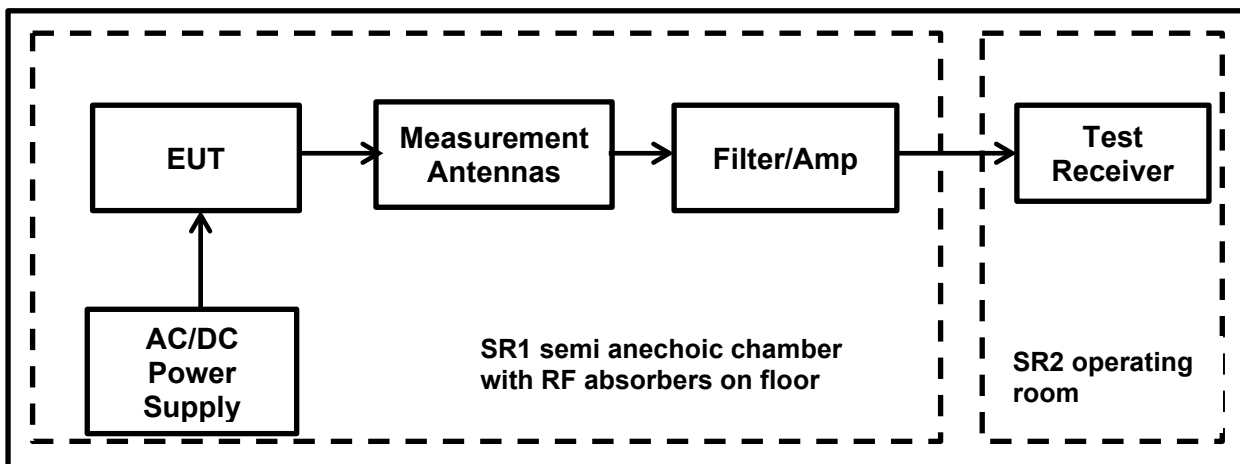 EUT
Measurement
Antennas
Filter/Amp
Test
Receiver
AC/DC
Power
Supply
SR1 semi anechoic chamber
with RF absorbers on floor
SR2 operating
room